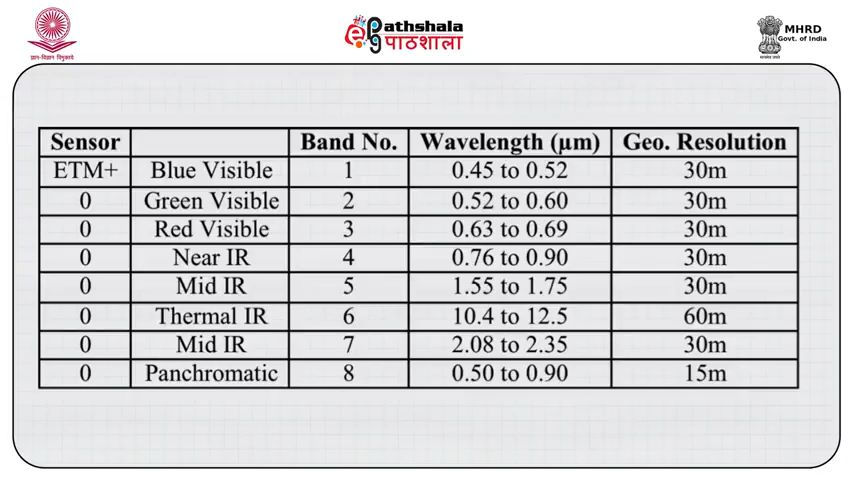 ज्ञान-विज्ञान विमुक्तये
ePathshala
पाठशाला
MHRD
Govt. of India
सत्यमेव जयते
Sensor Band No. Wavelength (µm) Geo. Resolution
ETM+ Blue Visible 1 0.45 to 0.52 30m
0 Green Visible 2 0.52 to 0.60 30m
0 Red Visible 3 0.63 to 0.69 30m
0 Near IR 4 0.76 to 0.90 30m
0 Mid IR 5 1.55 to 1.75 30m
0 Thermal IR 6 10.4 to 12.5 60m
0 Mid IR 7 2.08 to 2.35 30m
0 Panchromatic 8 0.50 to 0.90 15m